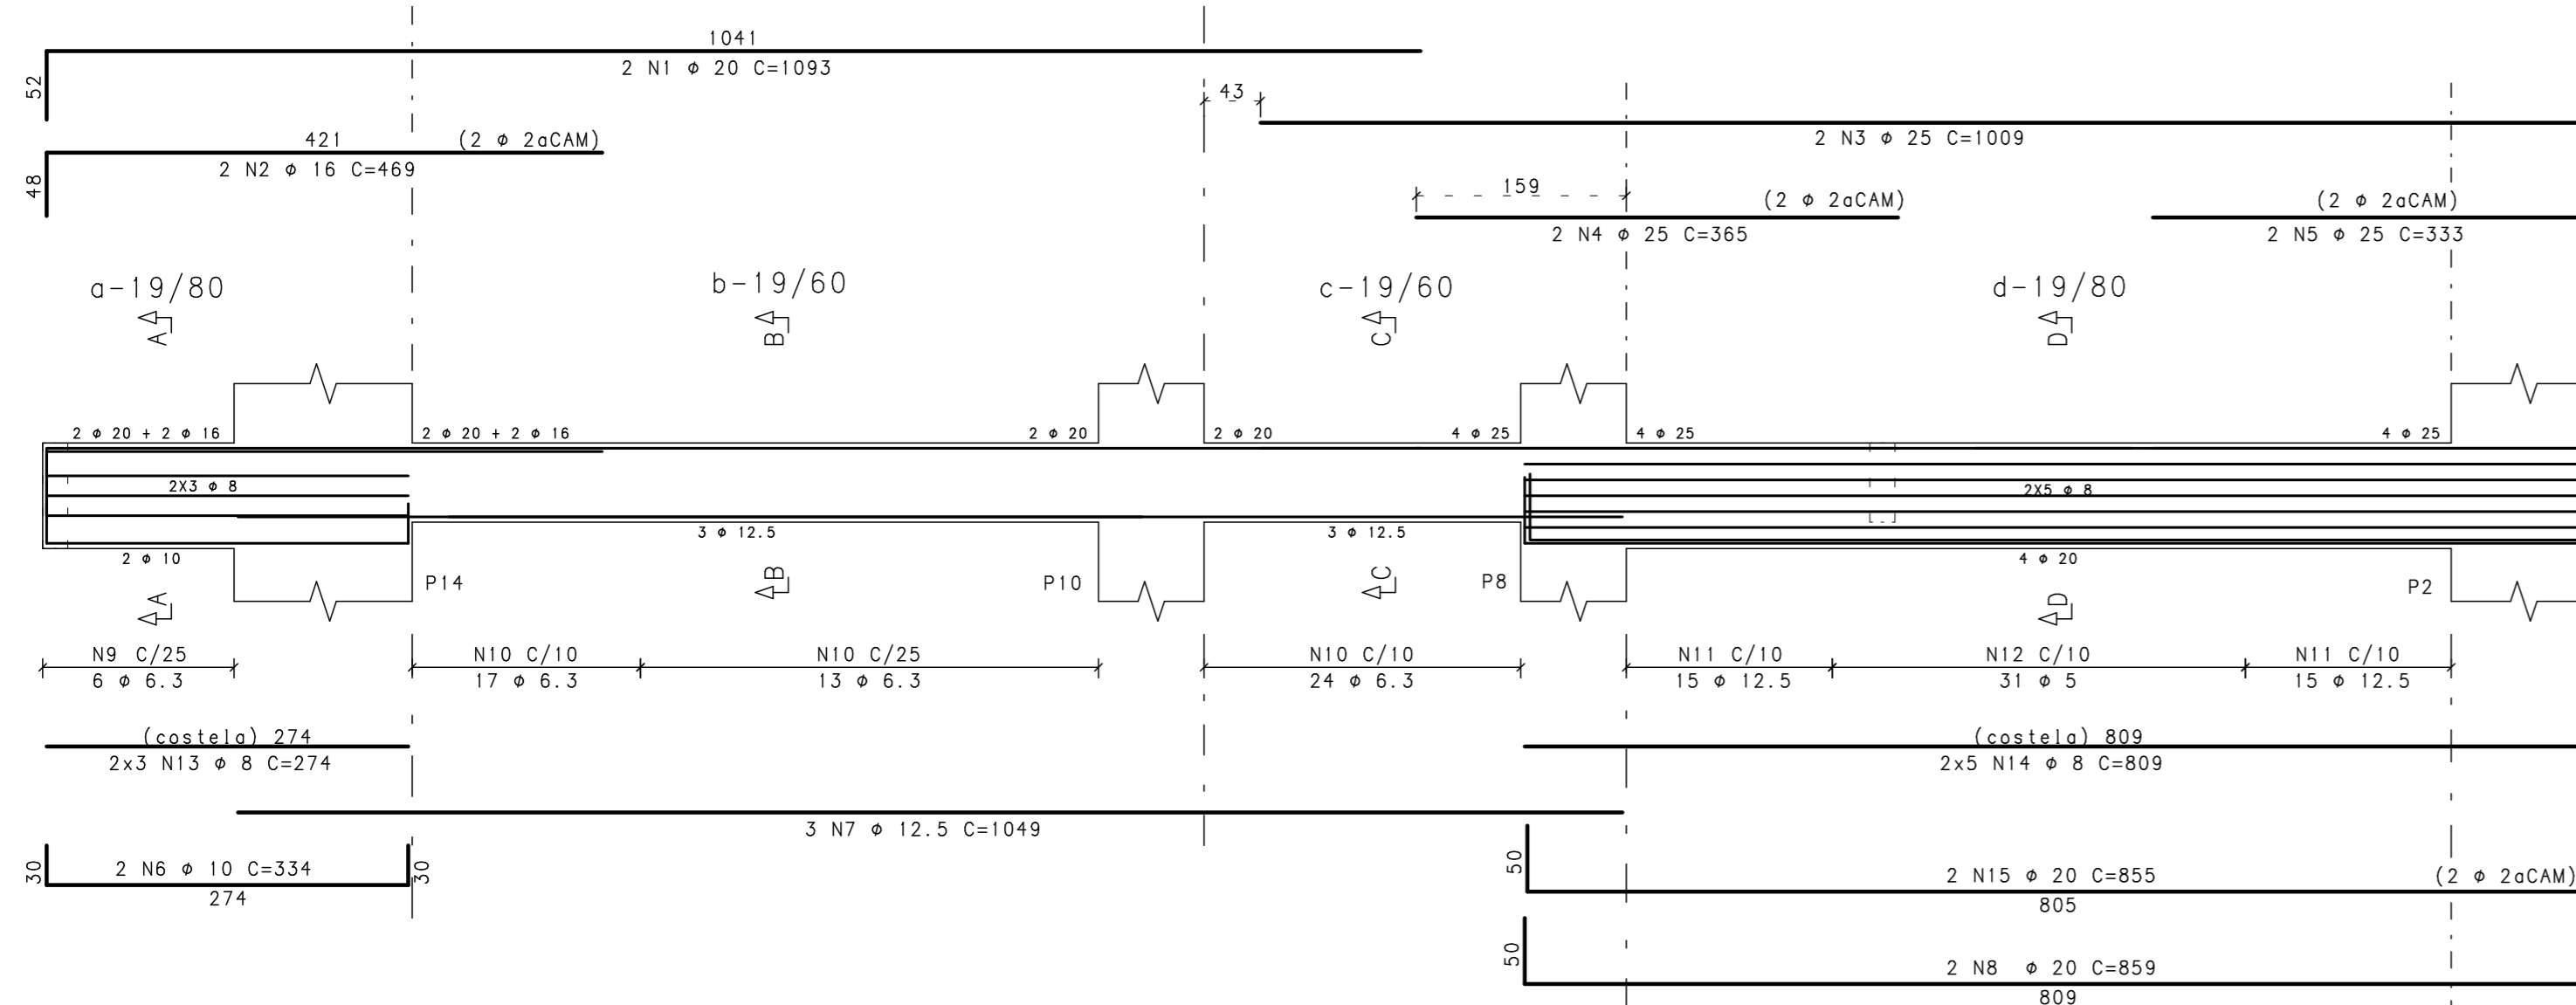 1041
2 N1 ϕ 20 C=1093
52
43
2 N3 ϕ 25 C=1009
421 (2 ϕ 2aCAM)
2 N2 ϕ 16 C=469
48
159 (2 ϕ 2aCAM) (2 ϕ 2aCAM)
2 N4 ϕ 25 C=365 2 N5 ϕ 25 C=333
a-19/80 b-19/60 c-19/60 d-19/80
A B C D
2 ϕ 20 + 2 ϕ 16 2 ϕ 20 + 2 ϕ 16 2 ϕ 20 2 ϕ 20 4 ϕ 25 4 ϕ 25 4 ϕ 25
2X3 ϕ 8 2X5 ϕ 8
2 ϕ 10 3 ϕ 12.5 3 ϕ 12.5 4 ϕ 20
P14 P10 P8 P2
A B C D
N9 C/25 N10 C/10 N10 C/25 N10 C/10 N11 C/10 N12 C/10 N11 C/10
6 ϕ 6.3 17 ϕ 6.3 13 ϕ 6.3 24 ϕ 6.3 15 ϕ 12.5 31 ϕ 5 15 ϕ 12.5
(costela) 274 (costela) 809
2x3 N13 ϕ 8 C=274 2x5 N14 ϕ 8 C=809
3 N7 ϕ 12.5 C=1049
30 2 N6 ϕ 10 C=334 30
274
50 2 N15 ϕ 20 C=855 (2 ϕ 2aCAM)
805
50 2 N8 ϕ 20 C=859
809